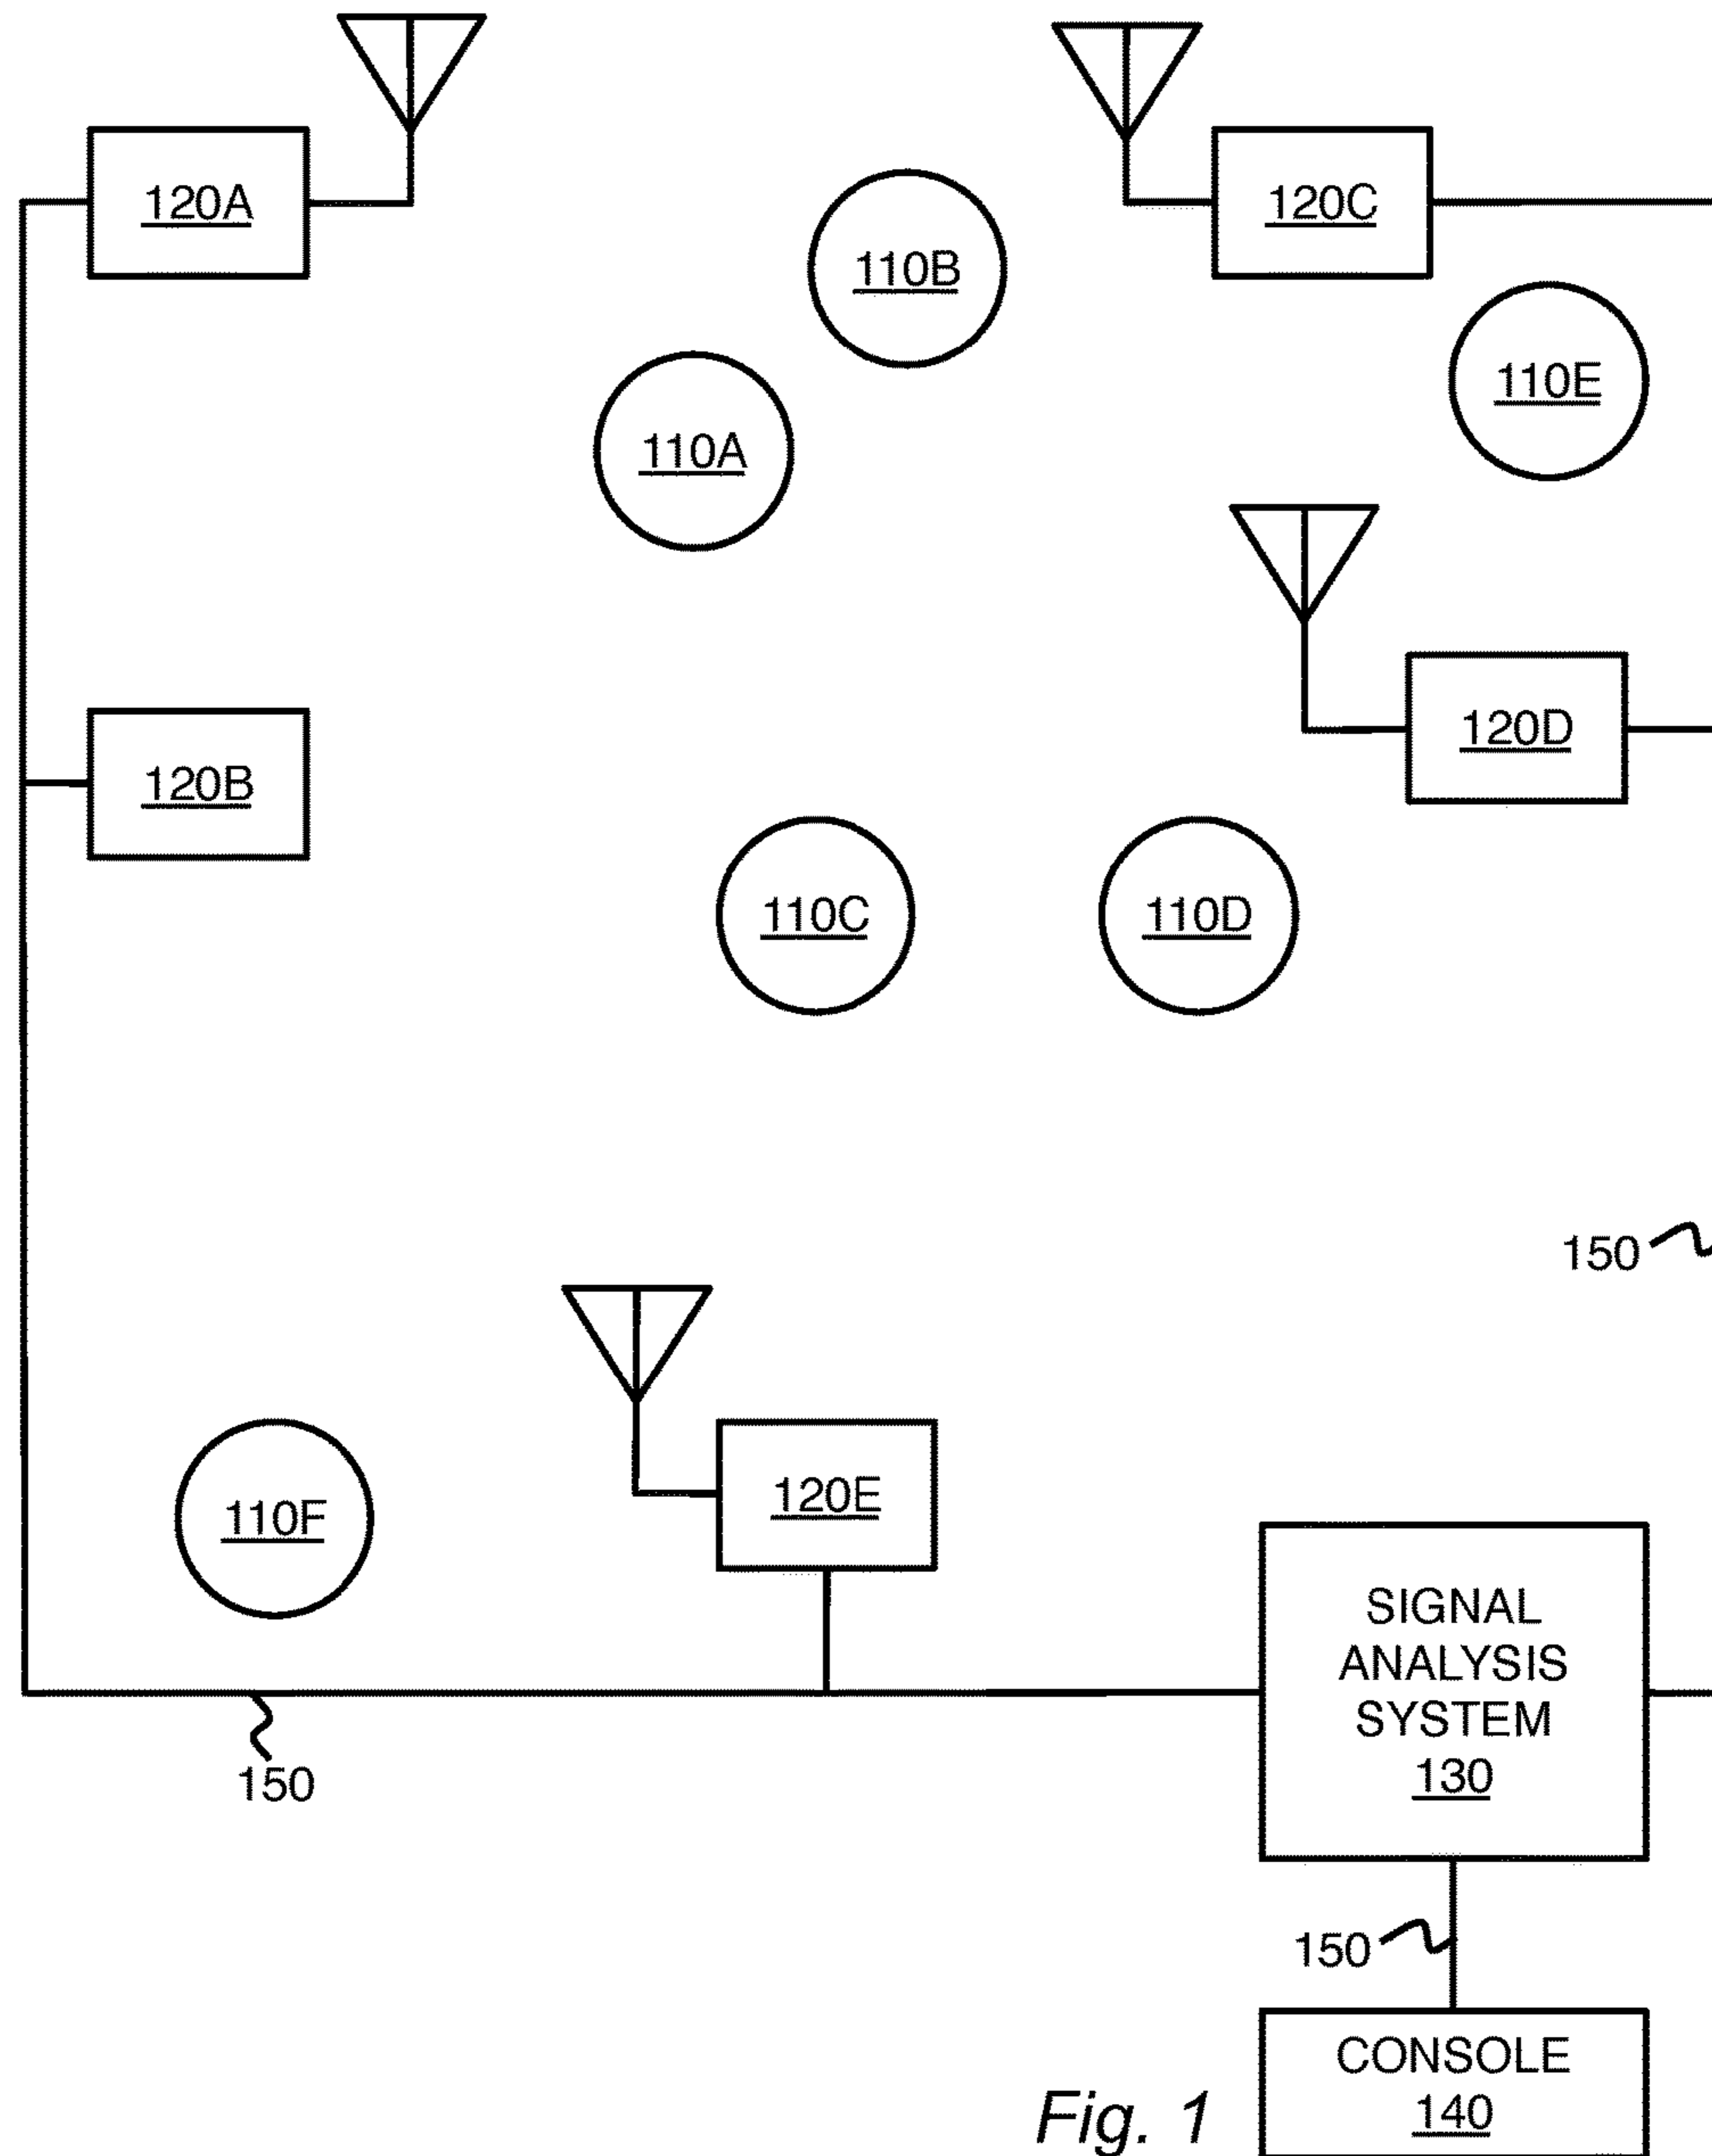 120A
120C
110B
110E
110A
120D
120B
110C
110D
150
120E
110F
SIGNAL
ANALYSIS
SYSTEM
130
150
150
CONSOLE
140
Fig. 1